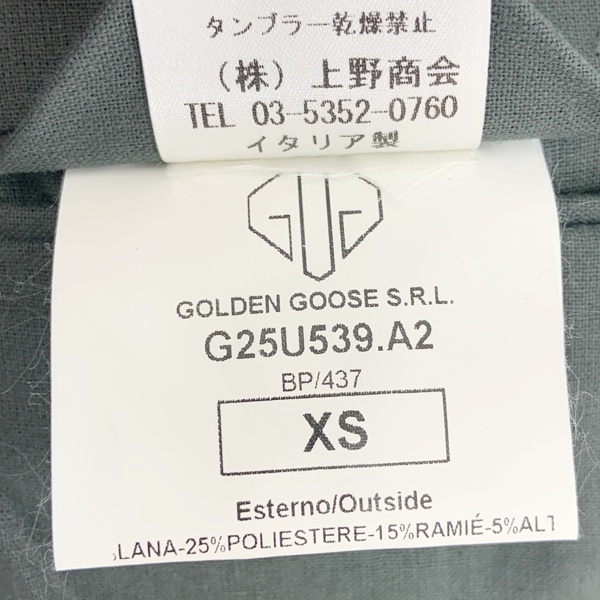 タンブラー乾燥禁止
(株) 上野商会
TEL 03-5352-0760
イタリア製
GOLDEN GOOSE S.R.L.
G25U539.A2
BP/437
XS
Esterno/Outside
%LANA-25%POLIESTERE-15%RAMIÉ-5%ALT